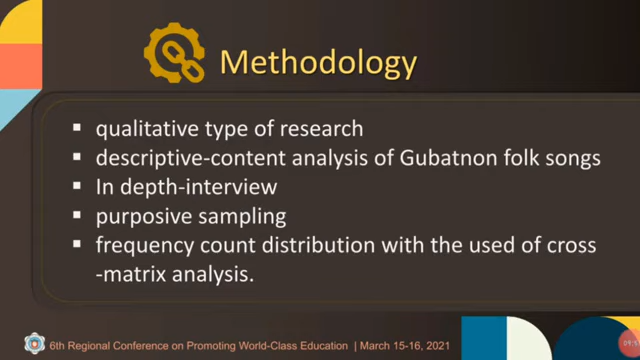 Methodology
▪ qualitative type of research
▪ descriptive-content analysis of Gubatnon folk songs
▪ In depth-interview
▪ purposive sampling
▪ frequency count distribution with the used of cross
-matrix analysis.
6th Regional Conference on Promoting World-Class Education | March 15-16, 2021